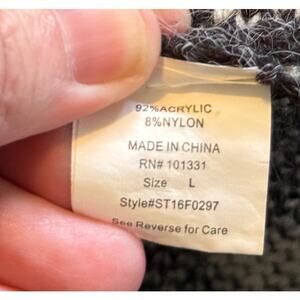 92%ACRYLIC
8%NYLON
MADE IN CHINA
RN# 101331
Size L
Style#ST16F0297
See Reverse for Care